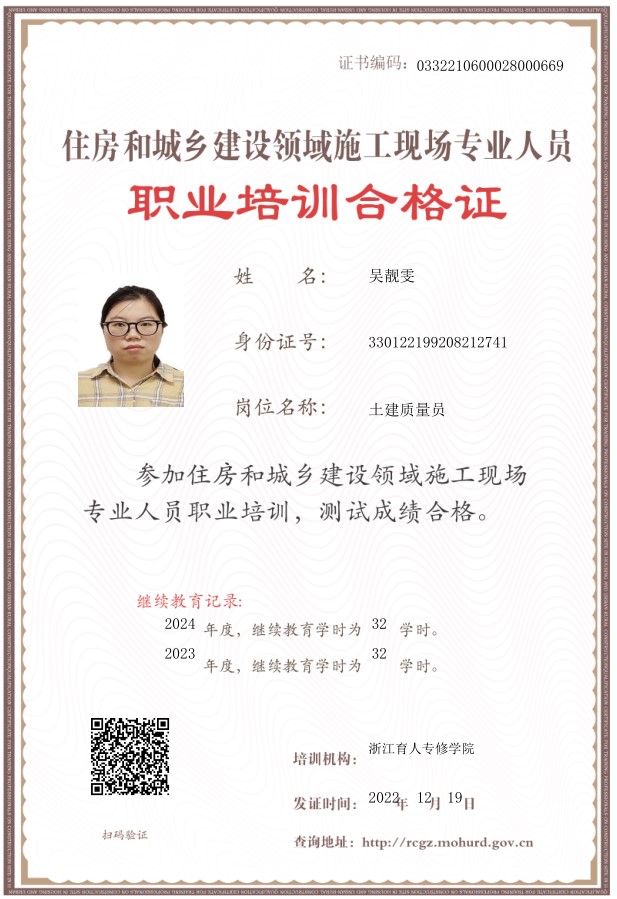 证书编码：0332210600028000669
住房和城乡建设领域施工现场专业人员
职业培训合格证
姓 名： 吴靓雯
身份证号： 330122199208212741
岗位名称： 土建质量员
参加住房和城乡建设领域施工现场
专业人员职业培训，测试成绩合格。
继续教育记录：
2024 年度，继续教育学时为 32 学时。
2023 年度，继续教育学时为 32 学时。
培训机构： 浙江育人专修学院
发证时间： 2022年 12月 19日
扫码验证
查询地址：http://rcgz.mohurd.gov.cn